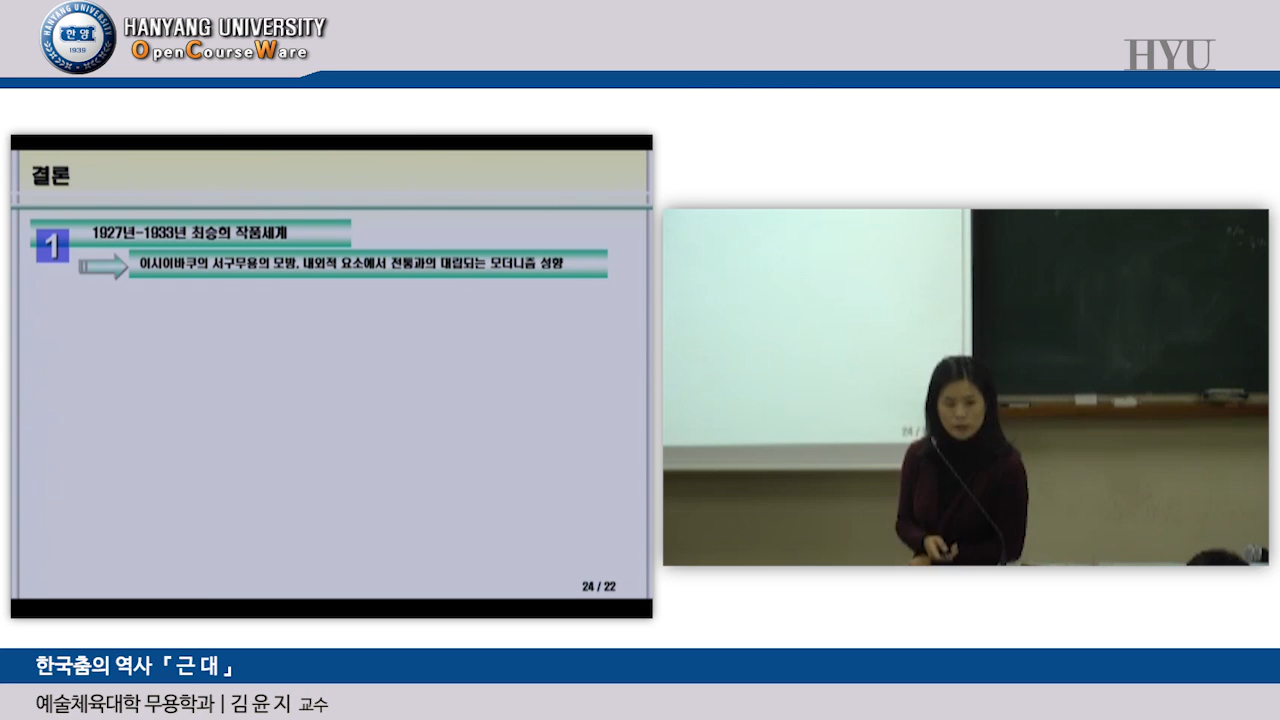 HANYANG UNIVERSITY
OpenCourseWare
한양
1939
HYU
결론
1
1927년-1933년 최승희 작품세계
이시이바쿠의 서구무용의 모방, 내외적 요소에서 전통과의 대립되는 모더니즘 성향
24 / 22
한국춤의 역사 「근대」
예술체육대학 무용학과 | 김윤지 교수